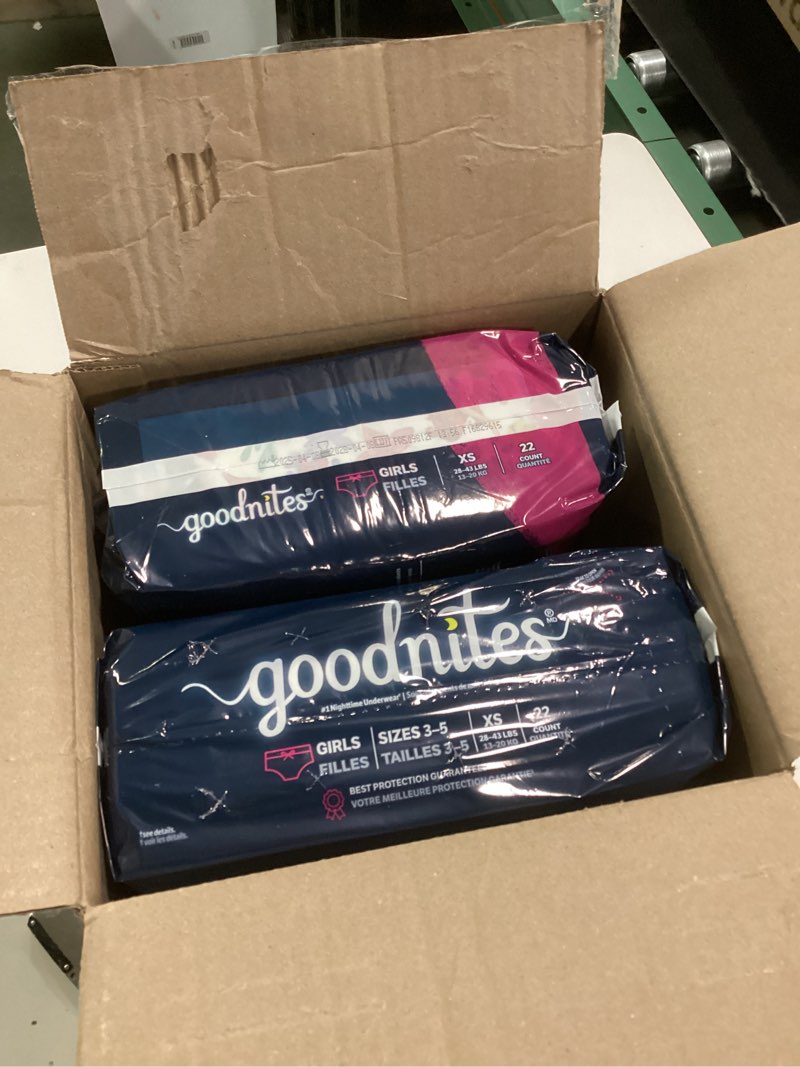 goodnites®
GIRLS
FILLES
XS
28-43 LBS
13-20 KG
22
COUNT
QUANTITÉ
goodnites®
MD
#1 Nighttime Underwear
GIRLS
FILLES
SIZES 3-5
TAILLES 3-5
XS
28-43 LBS
13-20 KG
22
COUNT
QUANTITÉ
BEST PROTECTION
VOTRE MEILLEURE PROTECTION GARANTIE
†see details.
† voir les détails.